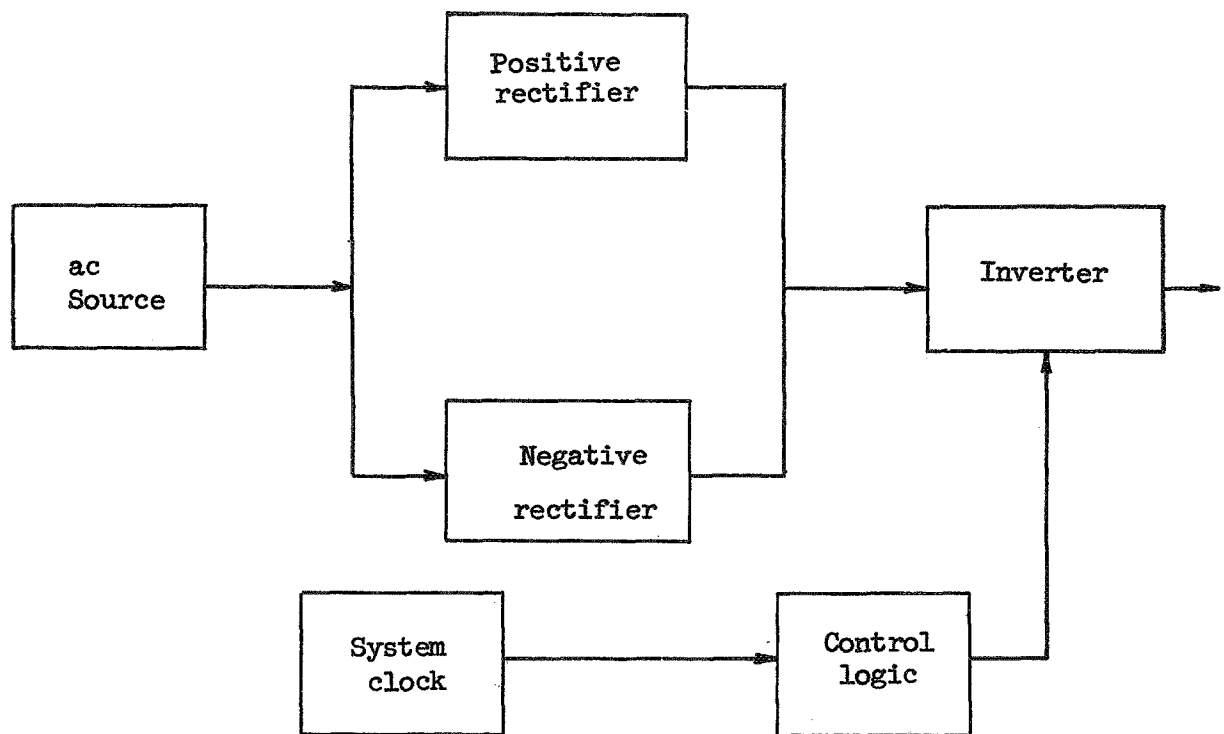 Positive
rectifier
ac
Source
Inverter
Negative
rectifier
System
clock
Control
logic